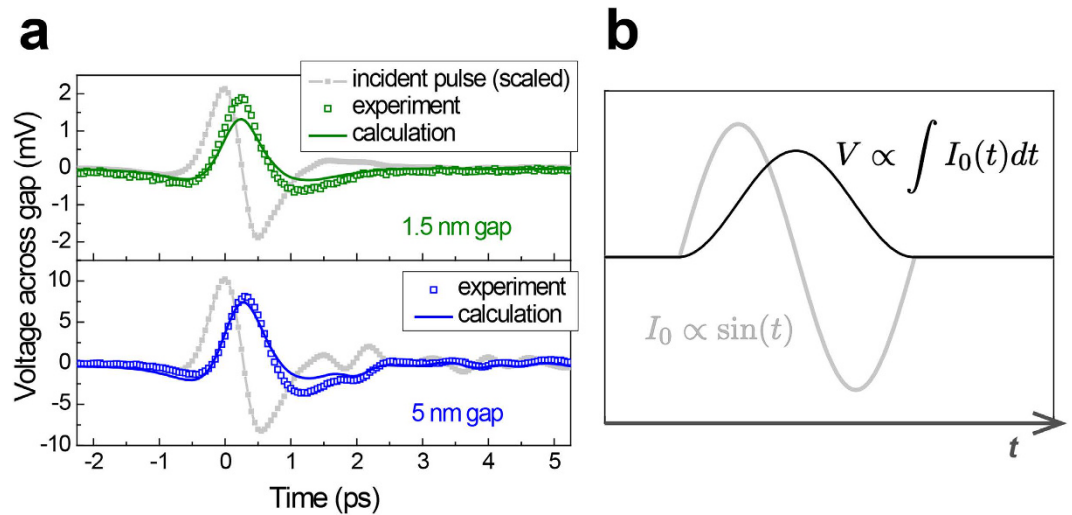 a
b
incident pulse (scaled)
experiment
calculation
2
1
0
-1
-2
1.5 nm gap
experiment
calculation
10
5
0
-5
-10
5 nm gap
Voltage across gap (mV)
-2 -1 0 1 2 3 4 5
Time (ps)
V ∝ ∫ I₀(t)dt
I₀ ∝ sin(t)
t